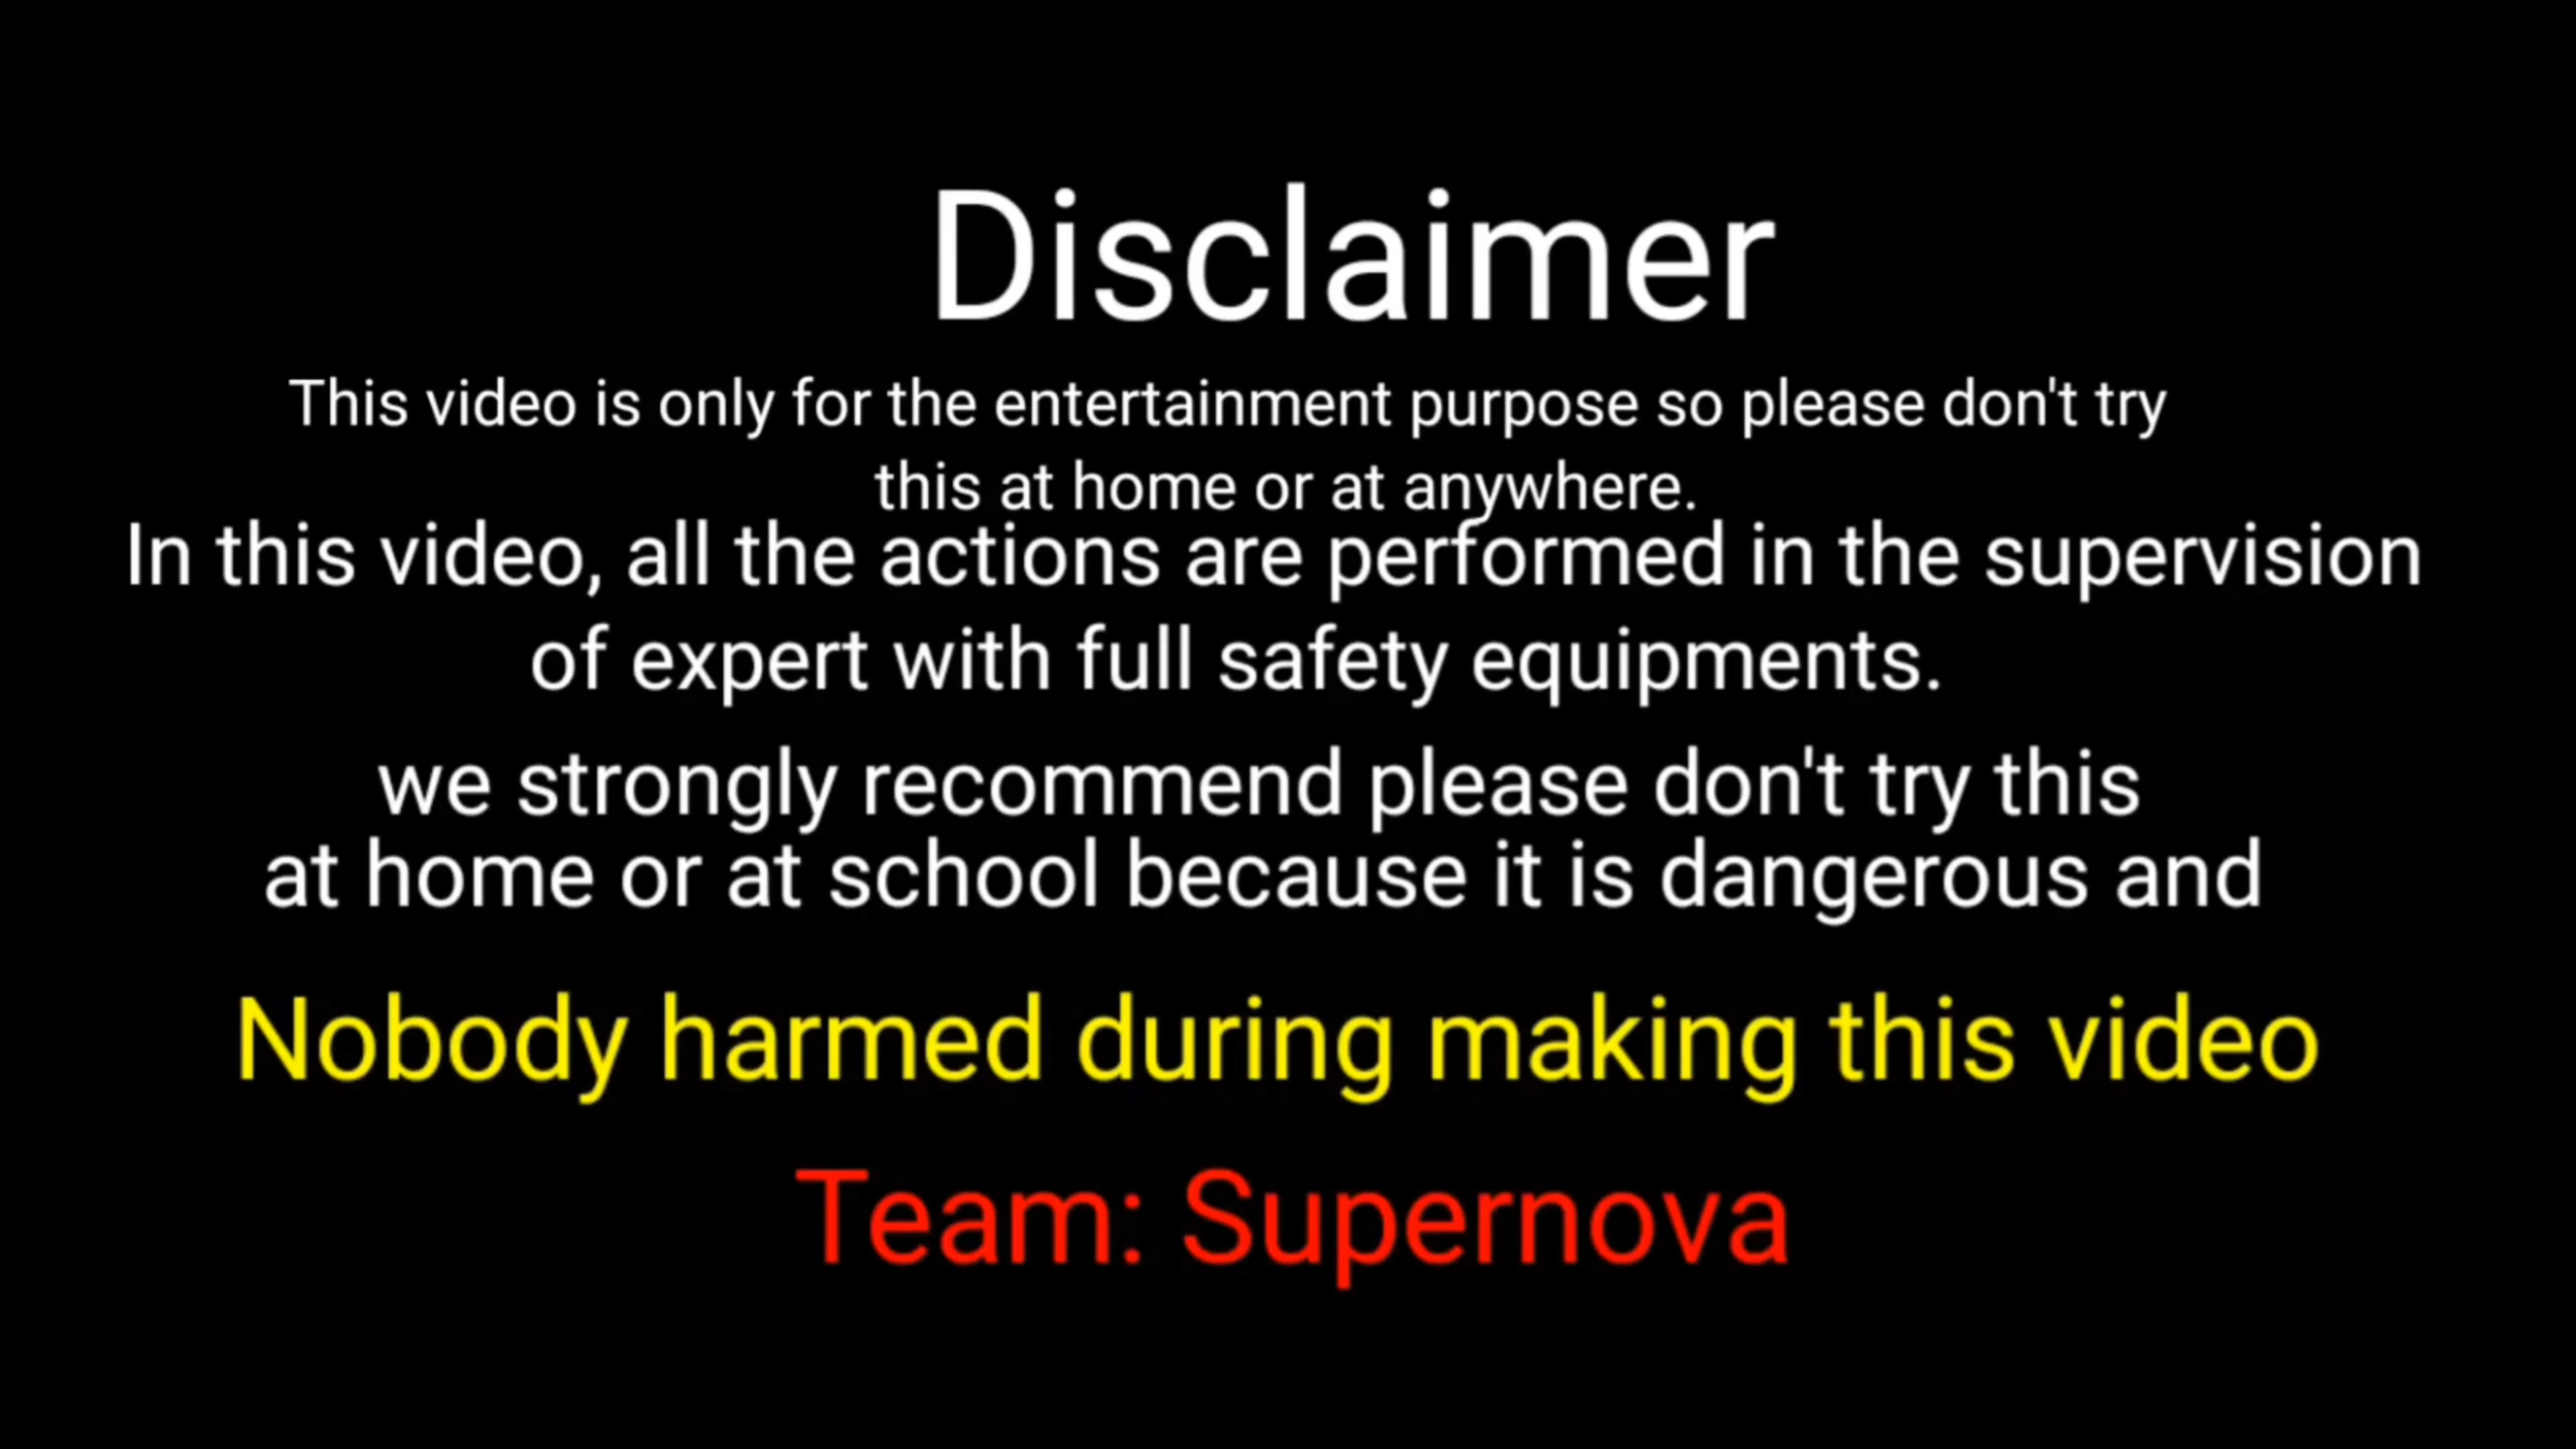 Disclaimer
This video is only for the entertainment purpose so please don't try
this at home or at anywhere.
In this video, all the actions are performed in the supervision
of expert with full safety equipments.
we strongly recommend please don't try this
at home or at school because it is dangerous and
Nobody harmed during making this video
Team: Supernova